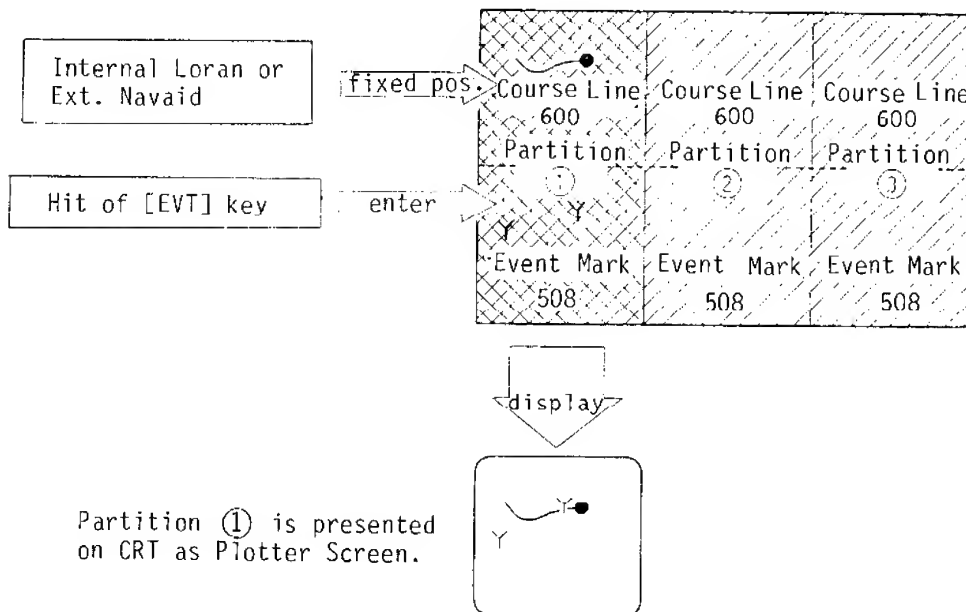 Internal Loran or
Ext. Navaid
fixed pos.
Course Line
600
Course Line
600
Course Line
600
Partition
①
Partition
②
Partition
③
Hit of [EVT] key
enter
Event Mark
508
Event Mark
508
Event Mark
508
display
Partition ① is presented
on CRT as Plotter Screen.